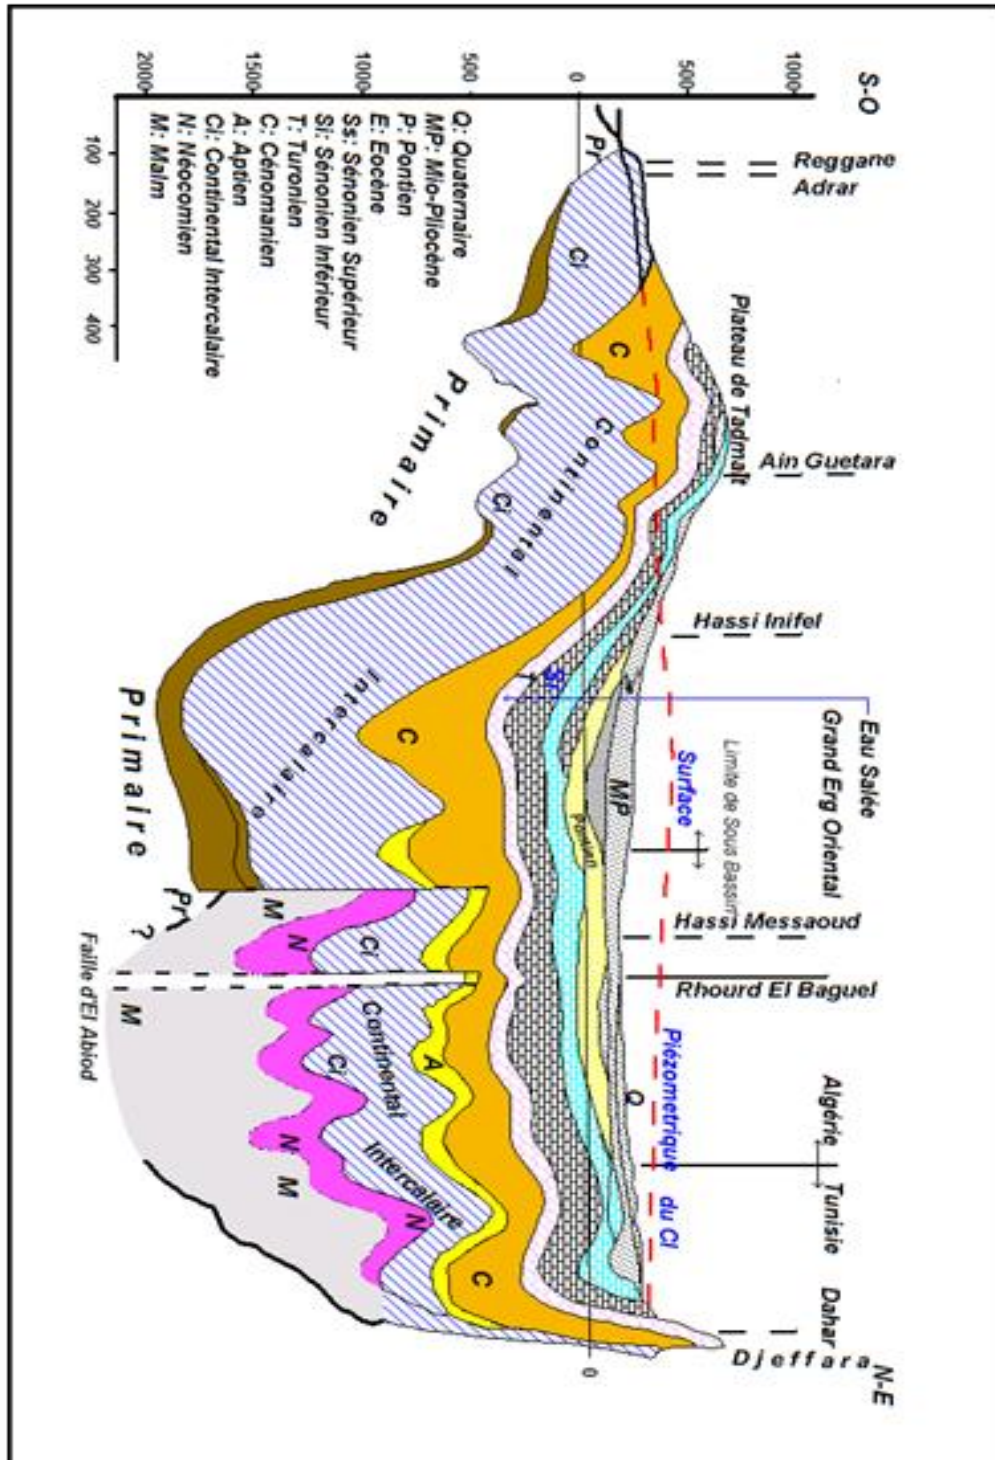 S-O
N-E
Reggane
Adrar
Plateau de Tadmaït
Ain Guetara
Hassi Inifel
Eau Salée
Grand Erg Oriental
Limite de Sous Bassin
Hassi Messaoud
Rhourd El Baguel
Algérie
Tunisie
Dahar
Djeffara
Surface
Piézometrique du CI
1000
500
0
500
1000
1500
2000
100
200
300
400
0
Pr
Ci
C
C
Continental
Ci
Intercalaire
Primaire
Primaire
C
T
Si
MP
Q
Pr
?
M
N
Ci
M
Continental
Intercalaire
A
Ci
N
M
N
C
Faille d'El Abiod
Q: Quaternaire
MP: Mio-Pliocène
P: Pontien
E: Eocène
Ss: Sénonien Supérieur
Si: Sénonien Inférieur
T: Turonien
C: Cénomanien
A: Aptien
Ci: Continental Intercalaire
N: Néocomien
M: Malm